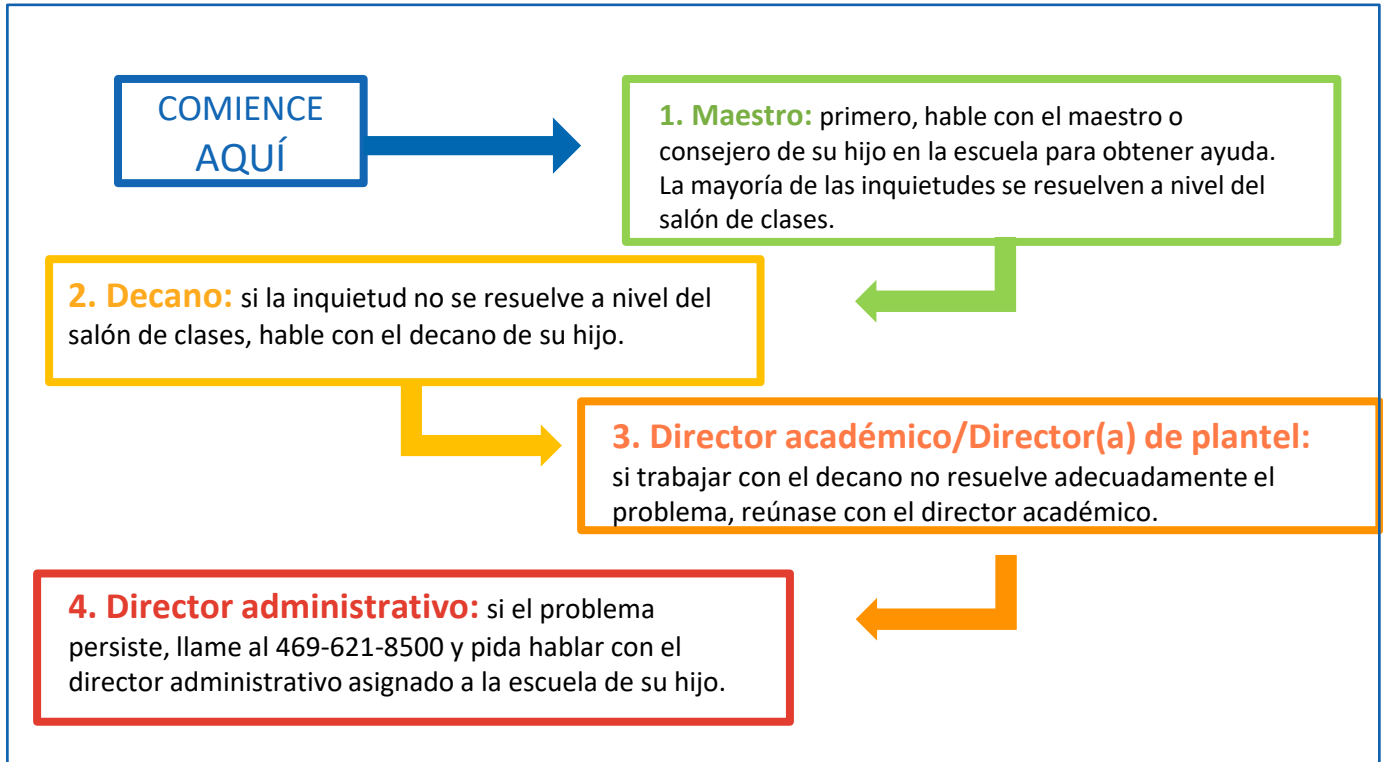 COMIENCE
AQUÍ
1. Maestro: primero, hable con el maestro o
consejero de su hijo en la escuela para obtener ayuda.
La mayoría de las inquietudes se resuelven a nivel del
salón de clases.
2. Decano: si la inquietud no se resuelve a nivel del
salón de clases, hable con el decano de su hijo.
3. Director académico/Director(a) de plantel:
si trabajar con el decano no resuelve adecuadamente el
problema, reúnase con el director académico.
4. Director administrativo: si el problema
persiste, llame al 469-621-8500 y pida hablar con el
director administrativo asignado a la escuela de su hijo.